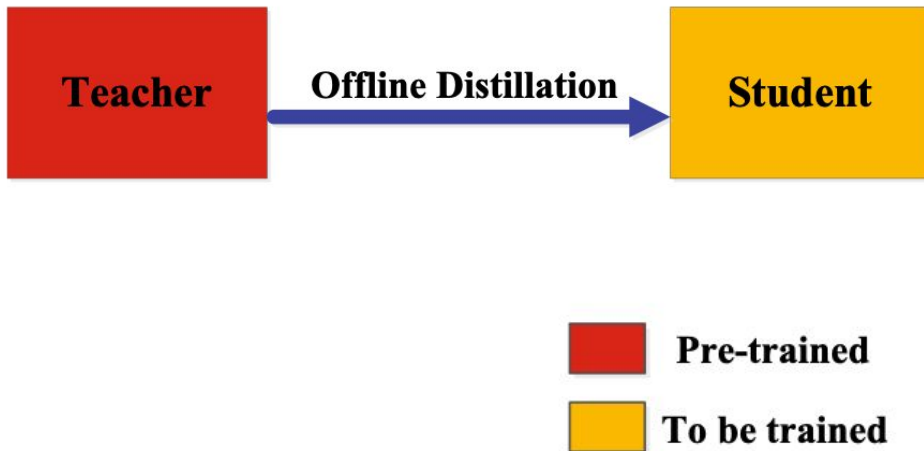 Teacher
Offline Distillation
Student
Pre-trained
To be trained